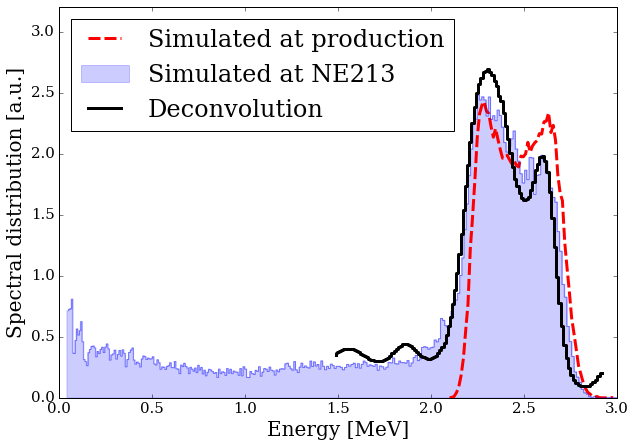 3.0
2.5
2.0
1.5
1.0
0.5
0.0
Spectral distribution [a.u.]
Simulated at production
Simulated at NE213
Deconvolution
0.0 0.5 1.0 1.5 2.0 2.5 3.0
Energy [MeV]